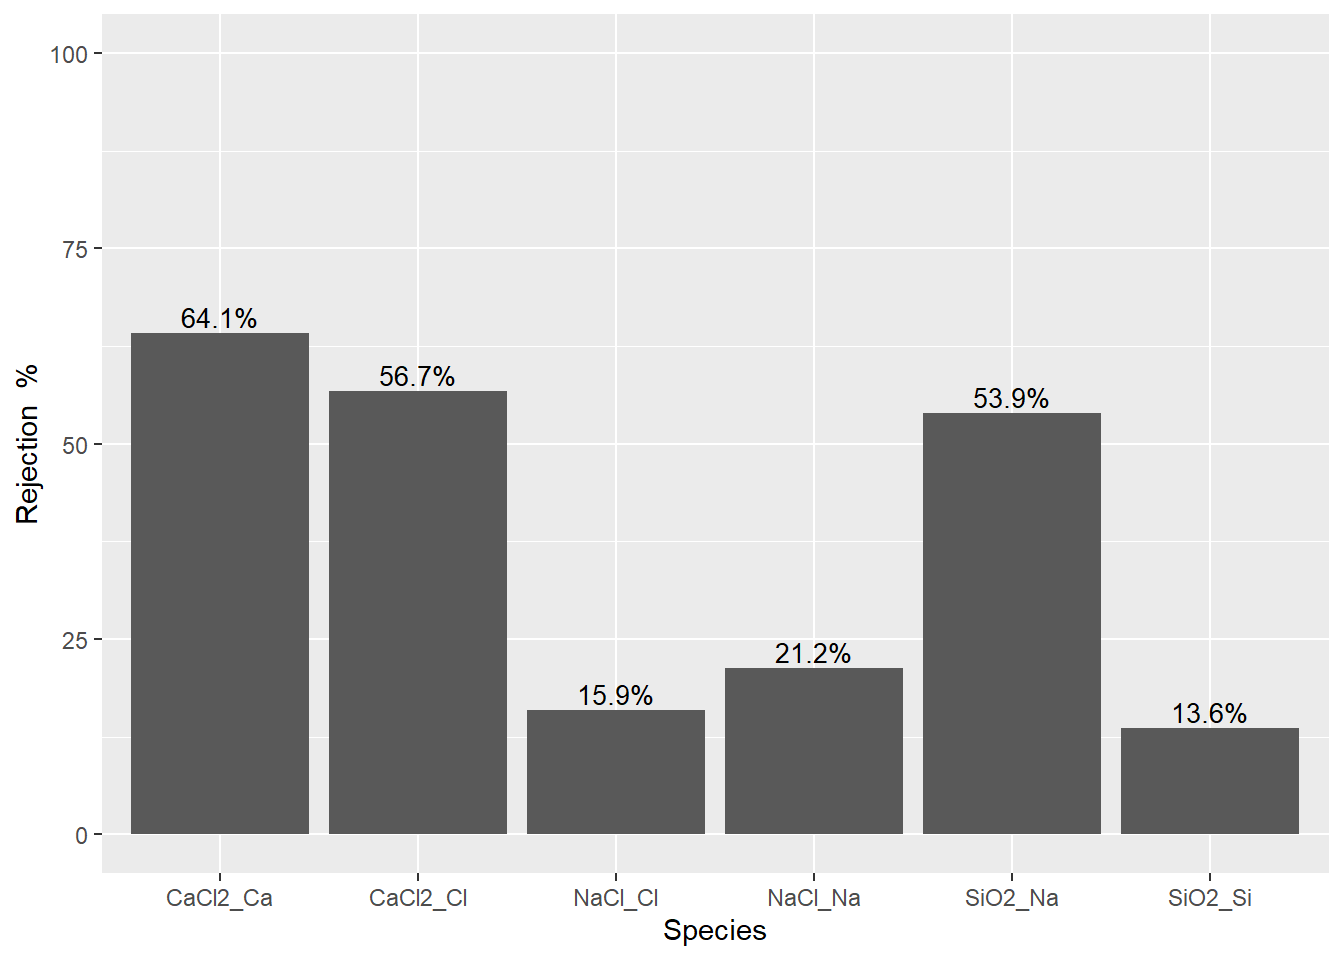 100
75
50
25
0
Rejection %
64.1%
56.7%
15.9%
21.2%
53.9%
13.6%
CaCl2_Ca
CaCl2_Cl
NaCl_Cl
NaCl_Na
SiO2_Na
SiO2_Si
Species